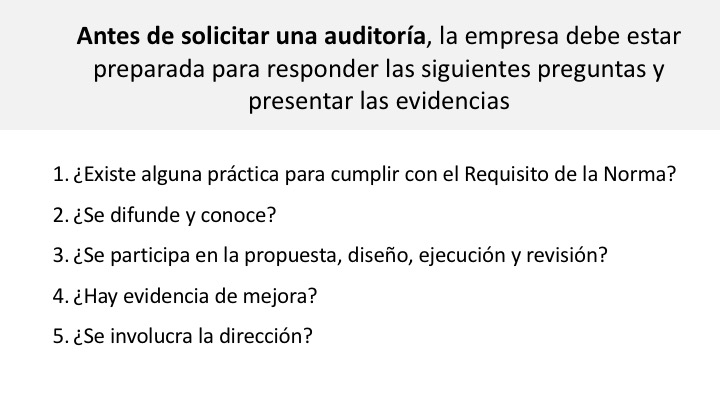 Antes de solicitar una auditoría, la empresa debe estar
preparada para responder las siguientes preguntas y
presentar las evidencias
1. ¿Existe alguna práctica para cumplir con el Requisito de la Norma?
2. ¿Se difunde y conoce?
3. ¿Se participa en la propuesta, diseño, ejecución y revisión?
4. ¿Hay evidencia de mejora?
5. ¿Se involucra la dirección?